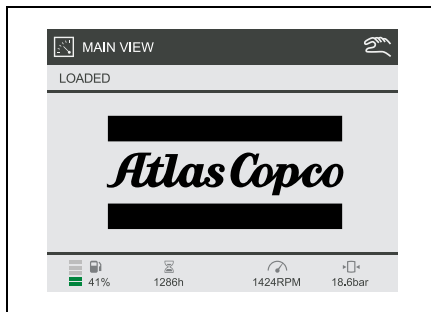 MAIN VIEW
LOADED
Atlas Copco
41% 1286h 1424RPM 18.6bar